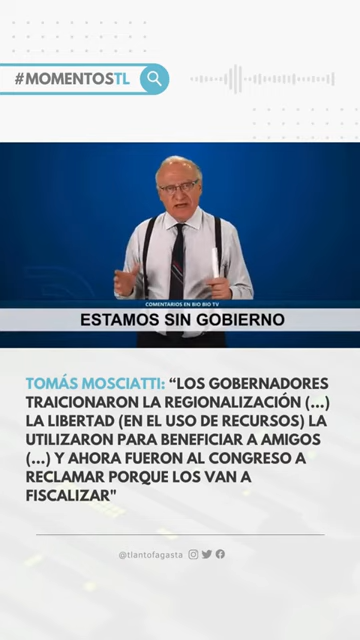 #MOMENTOSTL
COMENTARIOS EN BIO BIO TV
ESTAMOS SIN GOBIERNO
TOMÁS MOSCIATTI: “LOS GOBERNADORES
TRAICIONARON LA REGIONALIZACIÓN (...)
LA LIBERTAD (EN EL USO DE RECURSOS) LA
UTILIZARON PARA BENEFICIAR A AMIGOS
(...) Y AHORA FUERON AL CONGRESO A
RECLAMAR PORQUE LOS VAN A
FISCALIZAR"
@tlantofagasta